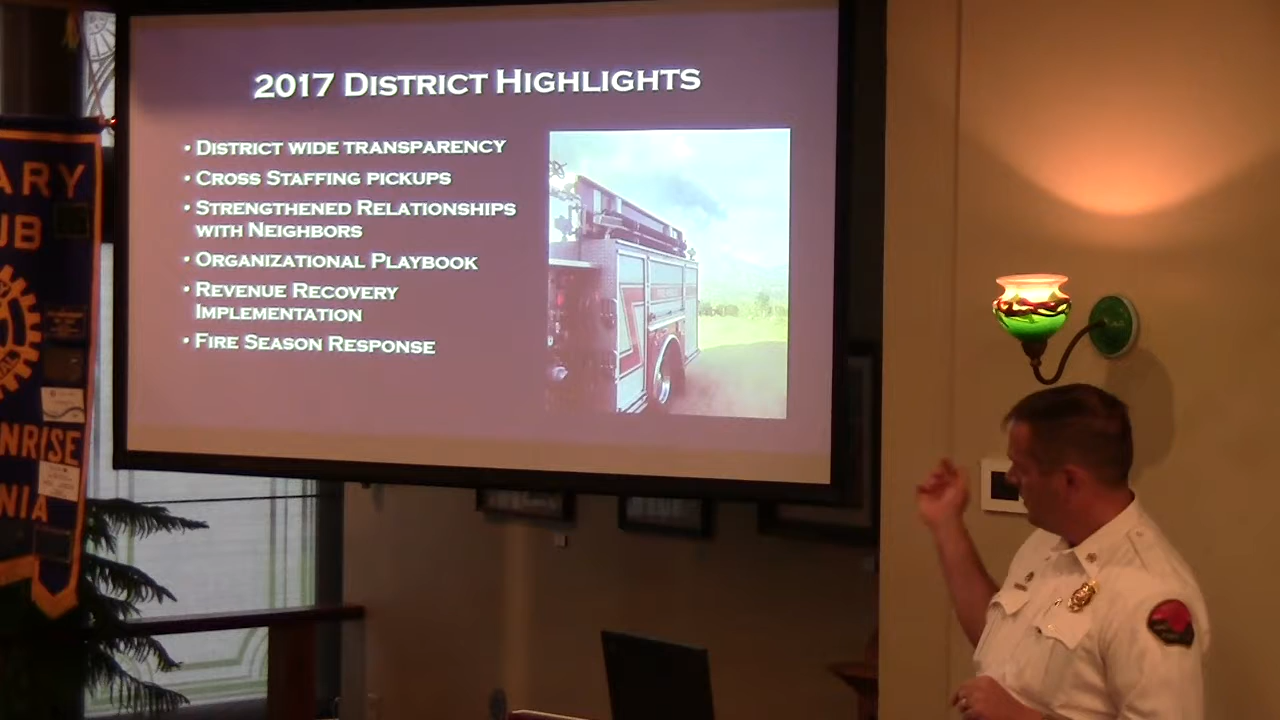 2017 DISTRICT HIGHLIGHTS
• DISTRICT WIDE TRANSPARENCY
• CROSS STAFFING PICKUPS
• STRENGTHENED RELATIONSHIPS
WITH NEIGHBORS
• ORGANIZATIONAL PLAYBOOK
• REVENUE RECOVERY
IMPLEMENTATION
• FIRE SEASON RESPONSE
ARY
UB
NRISE
NIA